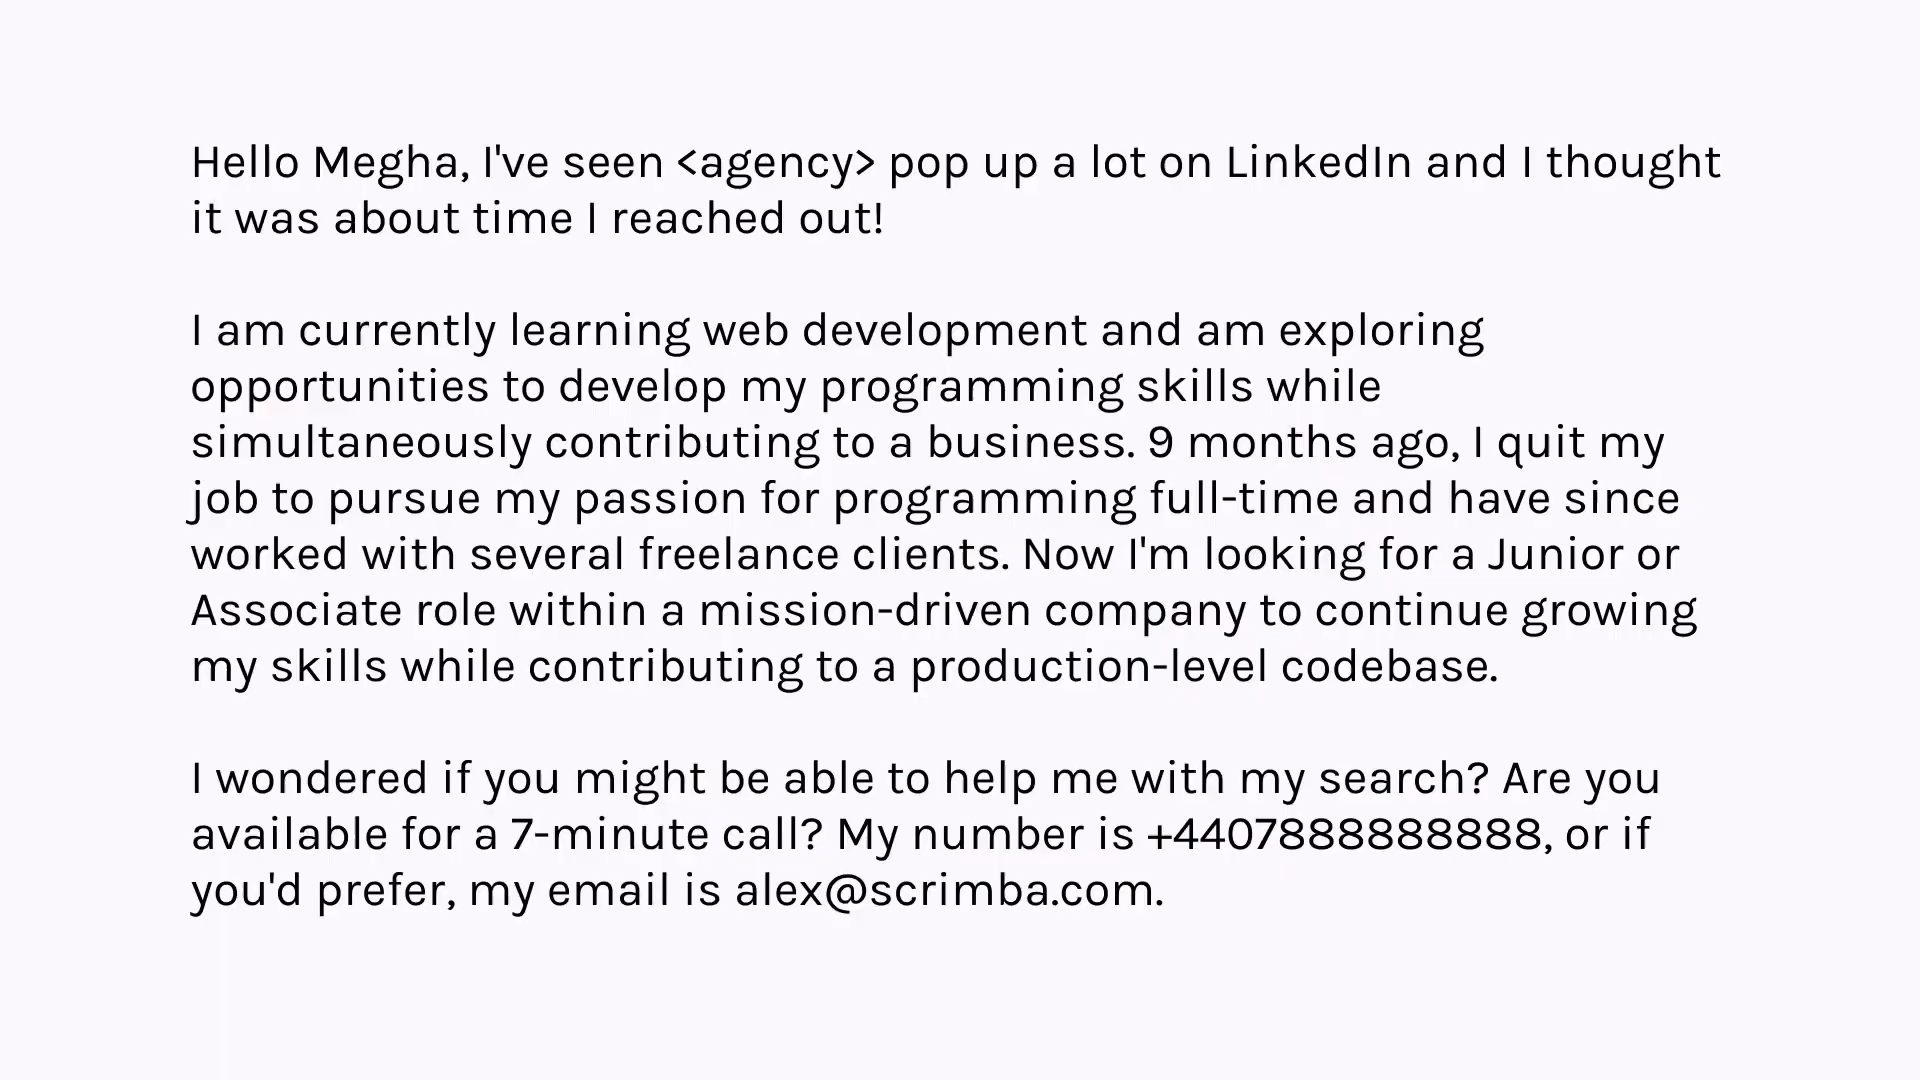 Hello Megha, I've seen <agency> pop up a lot on LinkedIn and I thought
it was about time I reached out!
I am currently learning web development and am exploring
opportunities to develop my programming skills while
simultaneously contributing to a business. 9 months ago, I quit my
job to pursue my passion for programming full-time and have since
worked with several freelance clients. Now I'm looking for a Junior or
Associate role within a mission-driven company to continue growing
my skills while contributing to a production-level codebase.
I wondered if you might be able to help me with my search? Are you
available for a 7-minute call? My number is +4407888888888, or if
you'd prefer, my email is alex@scrimba.com.